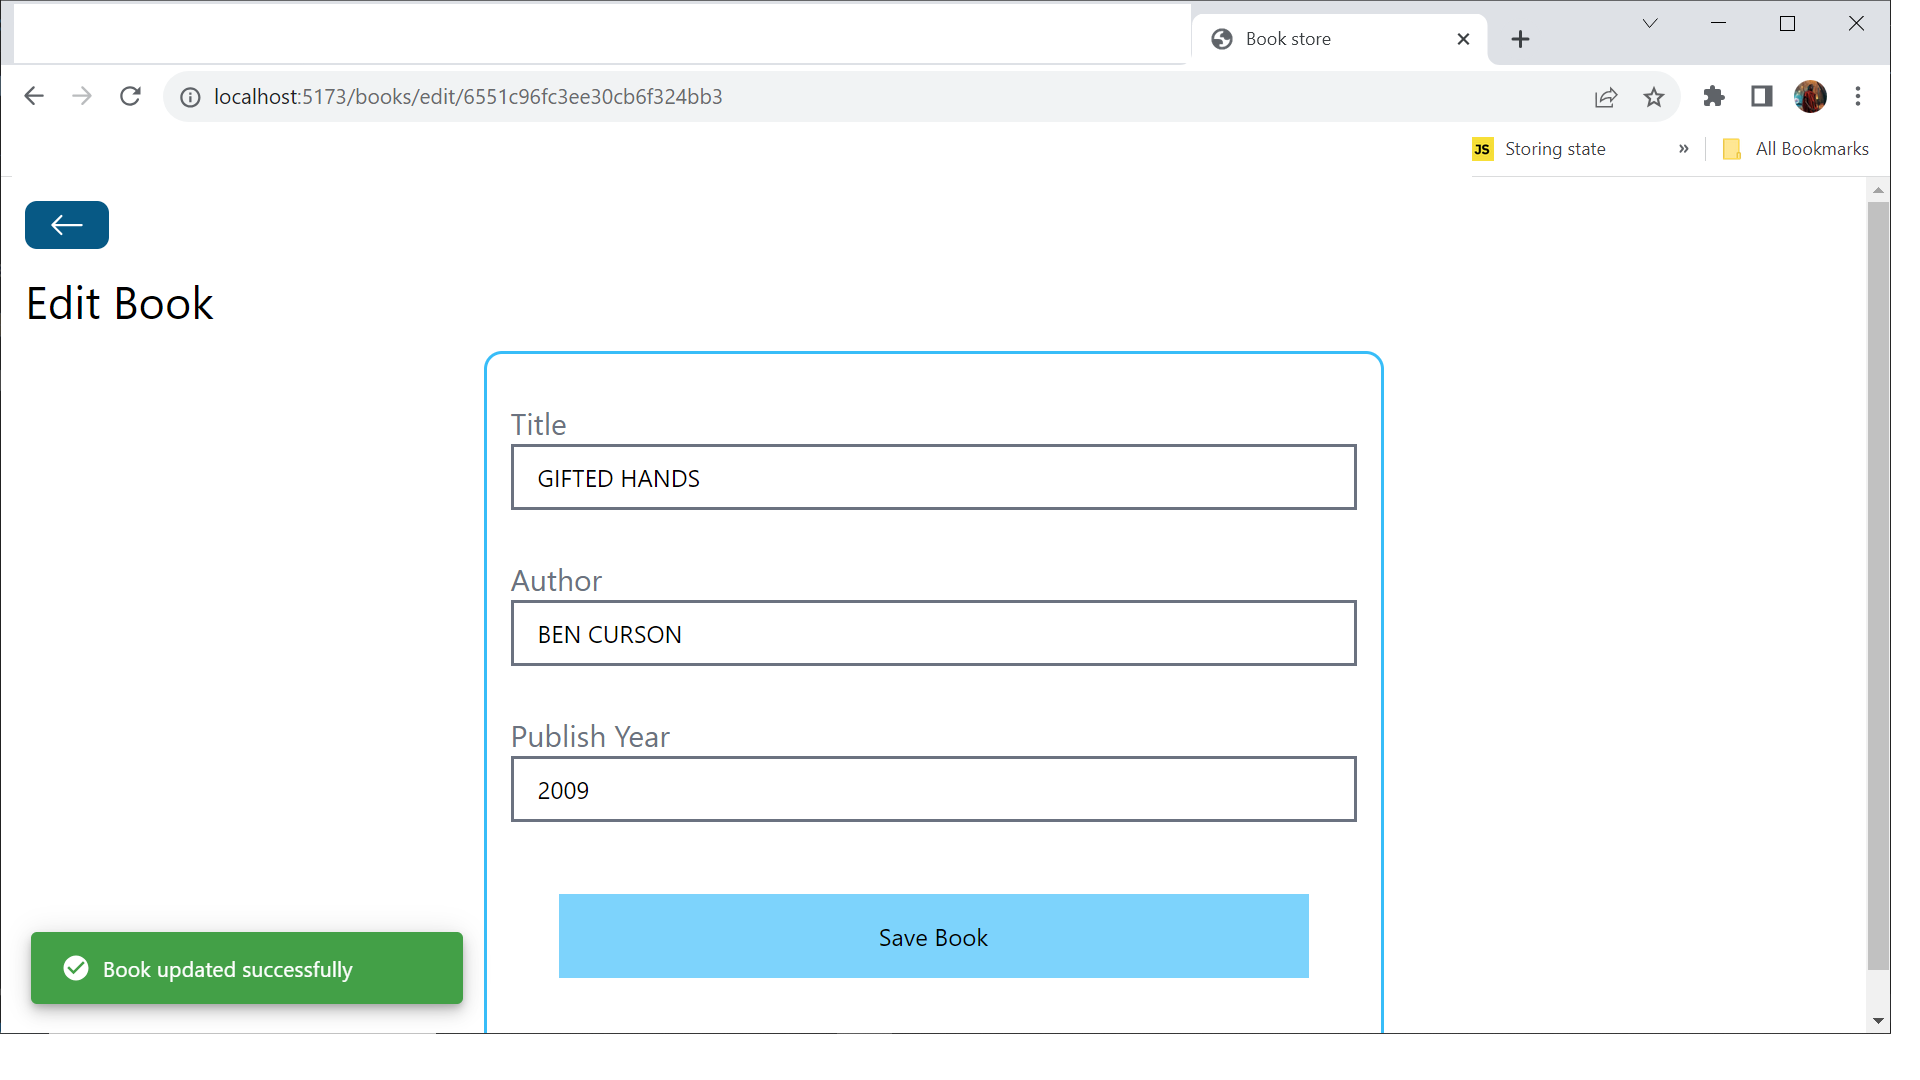 Book store
localhost:5173/books/edit/6551c96fc3ee30cb6f324bb3
JS Storing state » All Bookmarks
Edit Book
Title
GIFTED HANDS
Author
BEN CURSON
Publish Year
2009
Save Book
Book updated successfully